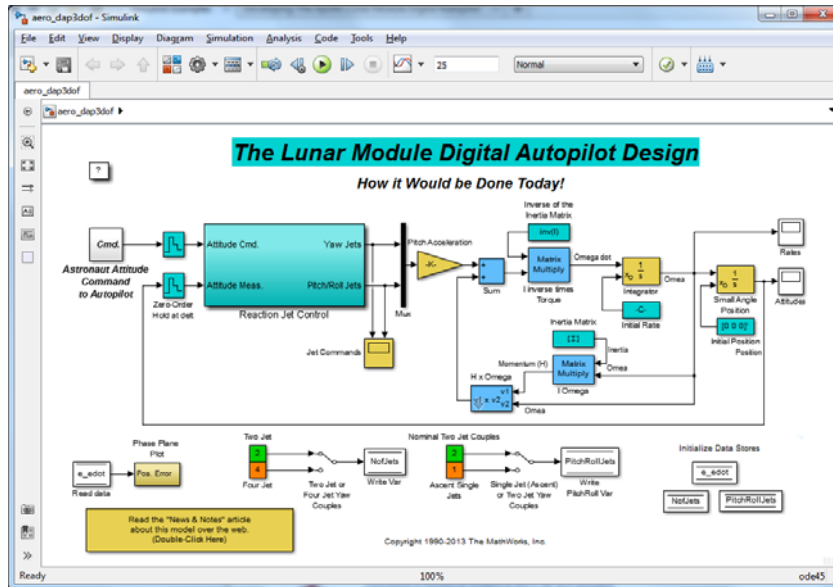 aero_dap3dof - Simulink
File Edit View Display Diagram Simulation Analysis Code Tools Help
25
Normal
aero_dap3dof
aero_dap3dof
The Lunar Module Digital Autopilot Design
How it Would be Done Today!
?
Cmd.
Astronaut Attitude
Command
to Autopilot
Zero-Order
Hold at delt
Attitude Cmd.
Yaw Jets
Attitude Meas.
Pitch/Roll Jets
Reaction Jet Control
Jet Commands
Mux
Pitch Acceleration
-K-
Sum
Inverse of the
Inertia Matrix
inv(I)
Matrix
Multiply
I inverse times
Torque
Omega dot
1
s
xo
Integrator
-C-
Initial Rate
Omea
1
s
xo
Small Angle
Position
[0 0 0]'
Initial Position
Position
Rates
Attitudes
Inertia Matrix
[I]
Inertia
Matrix
Multiply
Omea
I Omega
Momentum (H)
H x Omega
v1
x v2
v2
Omea
Phase Plane
Plot
e_edot
Read data
Pos. Error
Two Jet
2
4
Four Jet
Two Jet or
Four Jet Yaw
Couples
NofJets
Write Var
Nominal Two Jet Couples
2
1
Ascent Single
Jets
Single Jet (Ascent)
or Two Jet Yaw
Couples
PitchRollJets
Write
PitchRoll Var
Initialize Data Stores
e_edot
NofJets
PitchRollJets
Read the "News & Notes" article
about this model over the web.
(Double-Click Here)
Copyright 1990-2013 The MathWorks, Inc.
Ready
100%
ode45